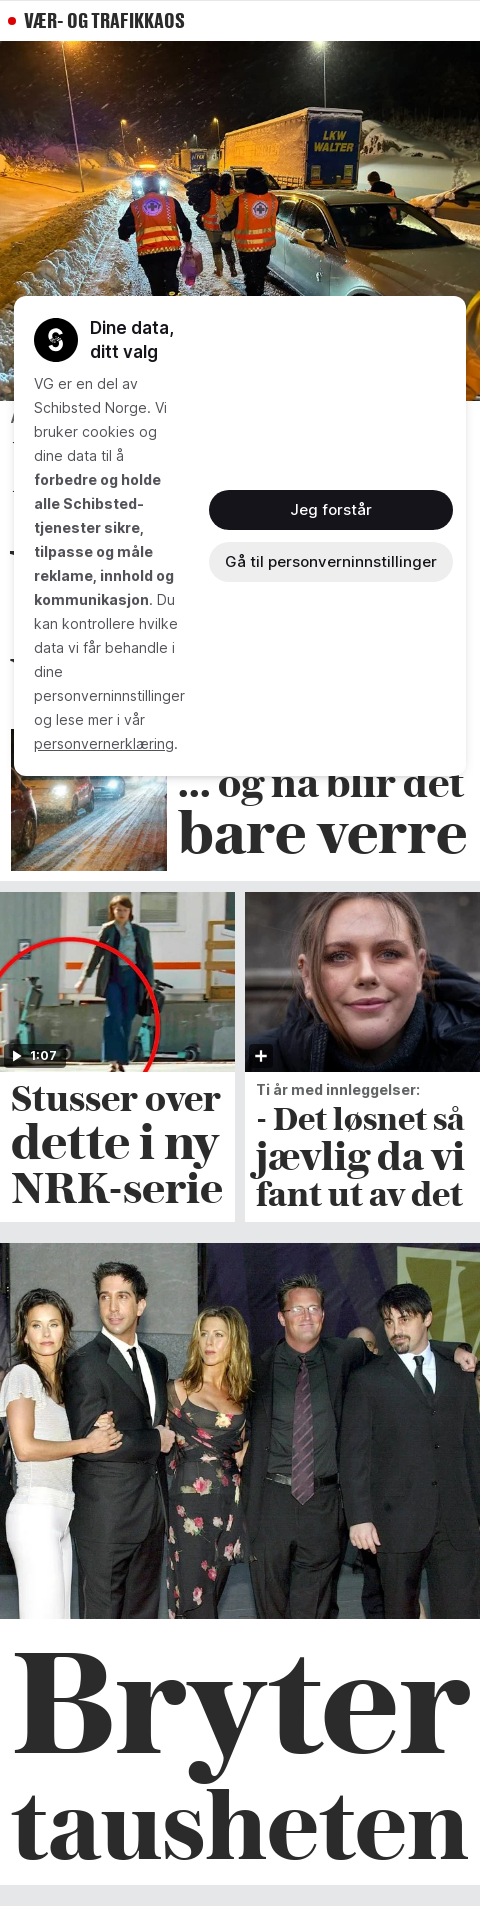 VÆR- OG TRAFIKKAOS
LKW
WALTER
Dine data,
ditt valg
VG er en del av
Schibsted Norge. Vi
bruker cookies og
dine data til å
forbedre og holde
alle Schibsted-
tjenester sikre,
tilpasse og måle
reklame, innhold og
kommunikasjon. Du
kan kontrollere hvilke
data vi får behandle i
dine
personverninnstillinger
og lese mer i vår
personvernerklæring.
Jeg forstår
Gå til personverninnstillinger
... og nå blir det
bare verre
1:07
Stusser over
dette i ny
NRK-serie
Ti år med innleggelser:
- Det løsnet så
jævlig da vi
fant ut av det
Bryter
tausheten